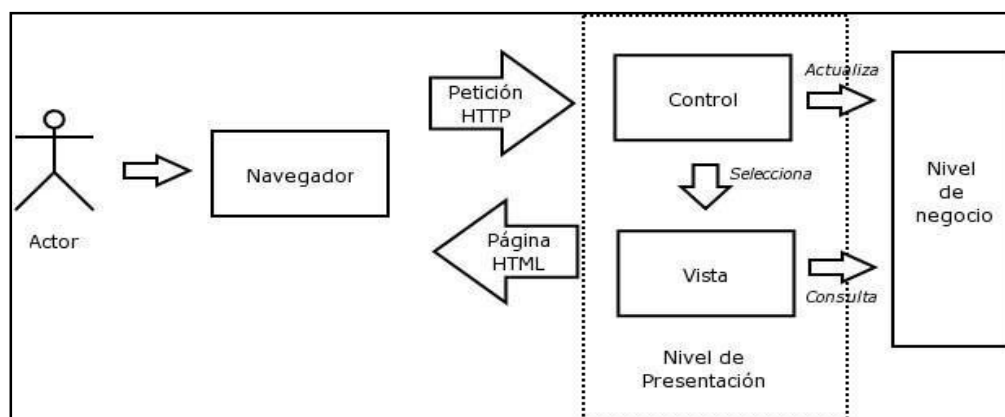 Actor
Navegador
Petición
HTTP
Página
HTML
Control
Selecciona
Vista
Nivel de
Presentación
Actualiza
Consulta
Nivel
de
negocio